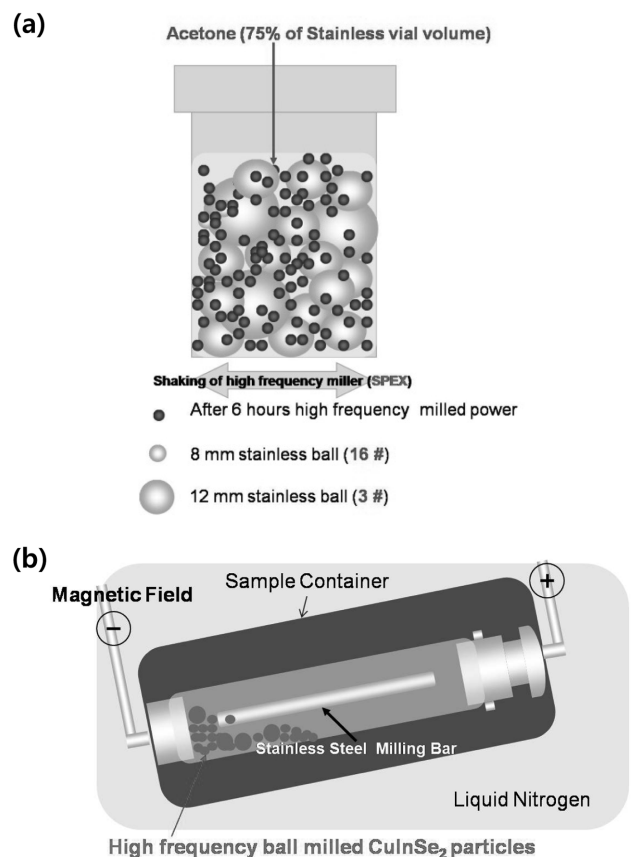 (a)
Acetone (75% of Stainless vial volume)
Shaking of high frequency miller (SPEX)
After 6 hours high frequency milled power
8 mm stainless ball (16 #)
12 mm stainless ball (3 #)
(b)
Sample Container
+
Magnetic Field
−
Stainless Steel Milling Bar
Liquid Nitrogen
High frequency ball milled CuInSe₂ particles